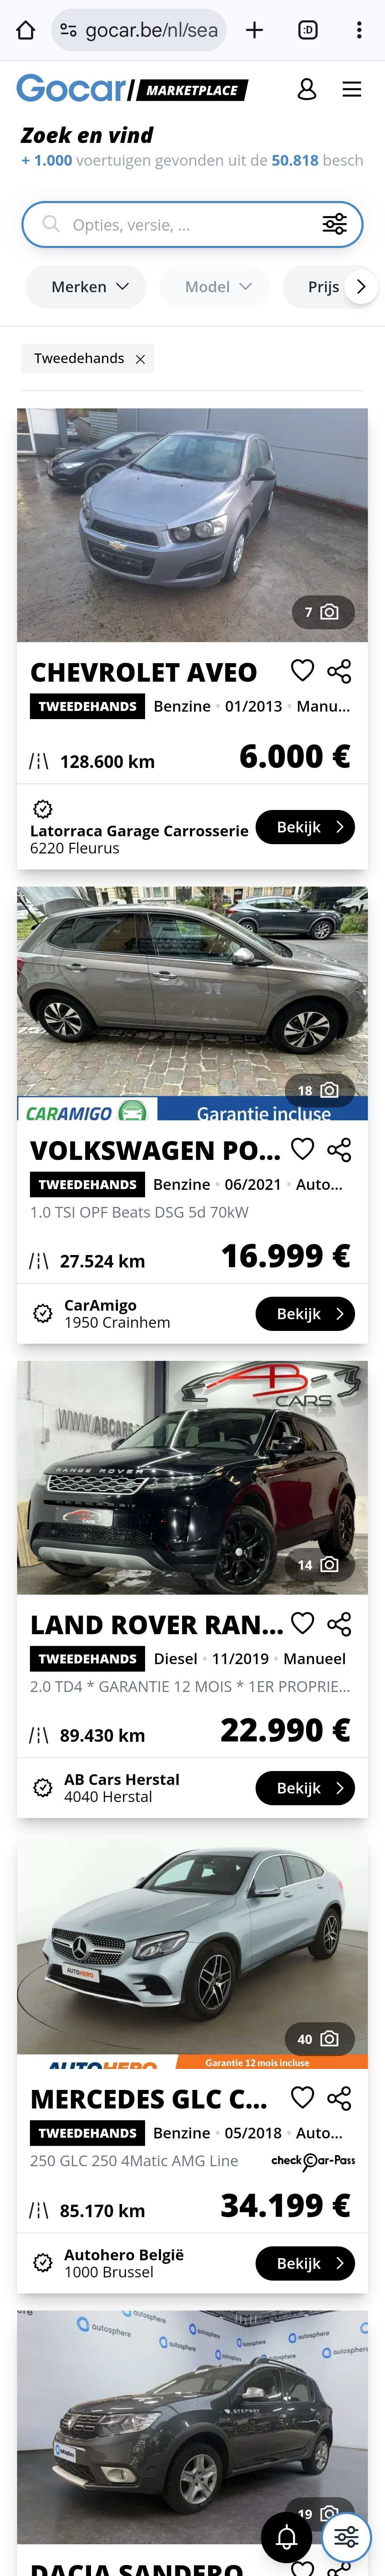 gocar.be/nl/sea
:D
Gocar/ MARKETPLACE
Zoek en vind
+ 1.000 voertuigen gevonden uit de 50.818 besch
Opties, versie, ...
Merken
Model
Prijs
Tweedehands
7
CHEVROLET AVEO
TWEEDEHANDS Benzine • 01/2013 • Manu...
128.600 km
6.000 €
Latorraca Garage Carrosserie
6220 Fleurus
Bekijk
18
CARAMIGO Garantie incluse
VOLKSWAGEN PO...
TWEEDEHANDS Benzine • 06/2021 • Auto...
1.0 TSI OPF Beats DSG 5d 70kW
27.524 km
16.999 €
CarAmigo
1950 Crainhem
Bekijk
CARS
WWW.ABCARS
RANGE ROVER
CARS
14
LAND ROVER RAN...
TWEEDEHANDS Diesel • 11/2019 • Manueel
2.0 TD4 * GARANTIE 12 MOIS * 1ER PROPRIE...
89.430 km
22.990 €
AB Cars Herstal
4040 Herstal
Bekijk
AUTOHERO
40
AUTOHERO Garantie 12 mois incluse
MERCEDES GLC C...
TWEEDEHANDS Benzine • 05/2018 • Auto...
250 GLC 250 4Matic AMG Line
check Car-Pass
85.170 km
34.199 €
Autohero België
1000 Brussel
Bekijk
autosphere
autosphere
autosphere
autosphere
STEPWAY
autosphere
19
DACIA SANDERO